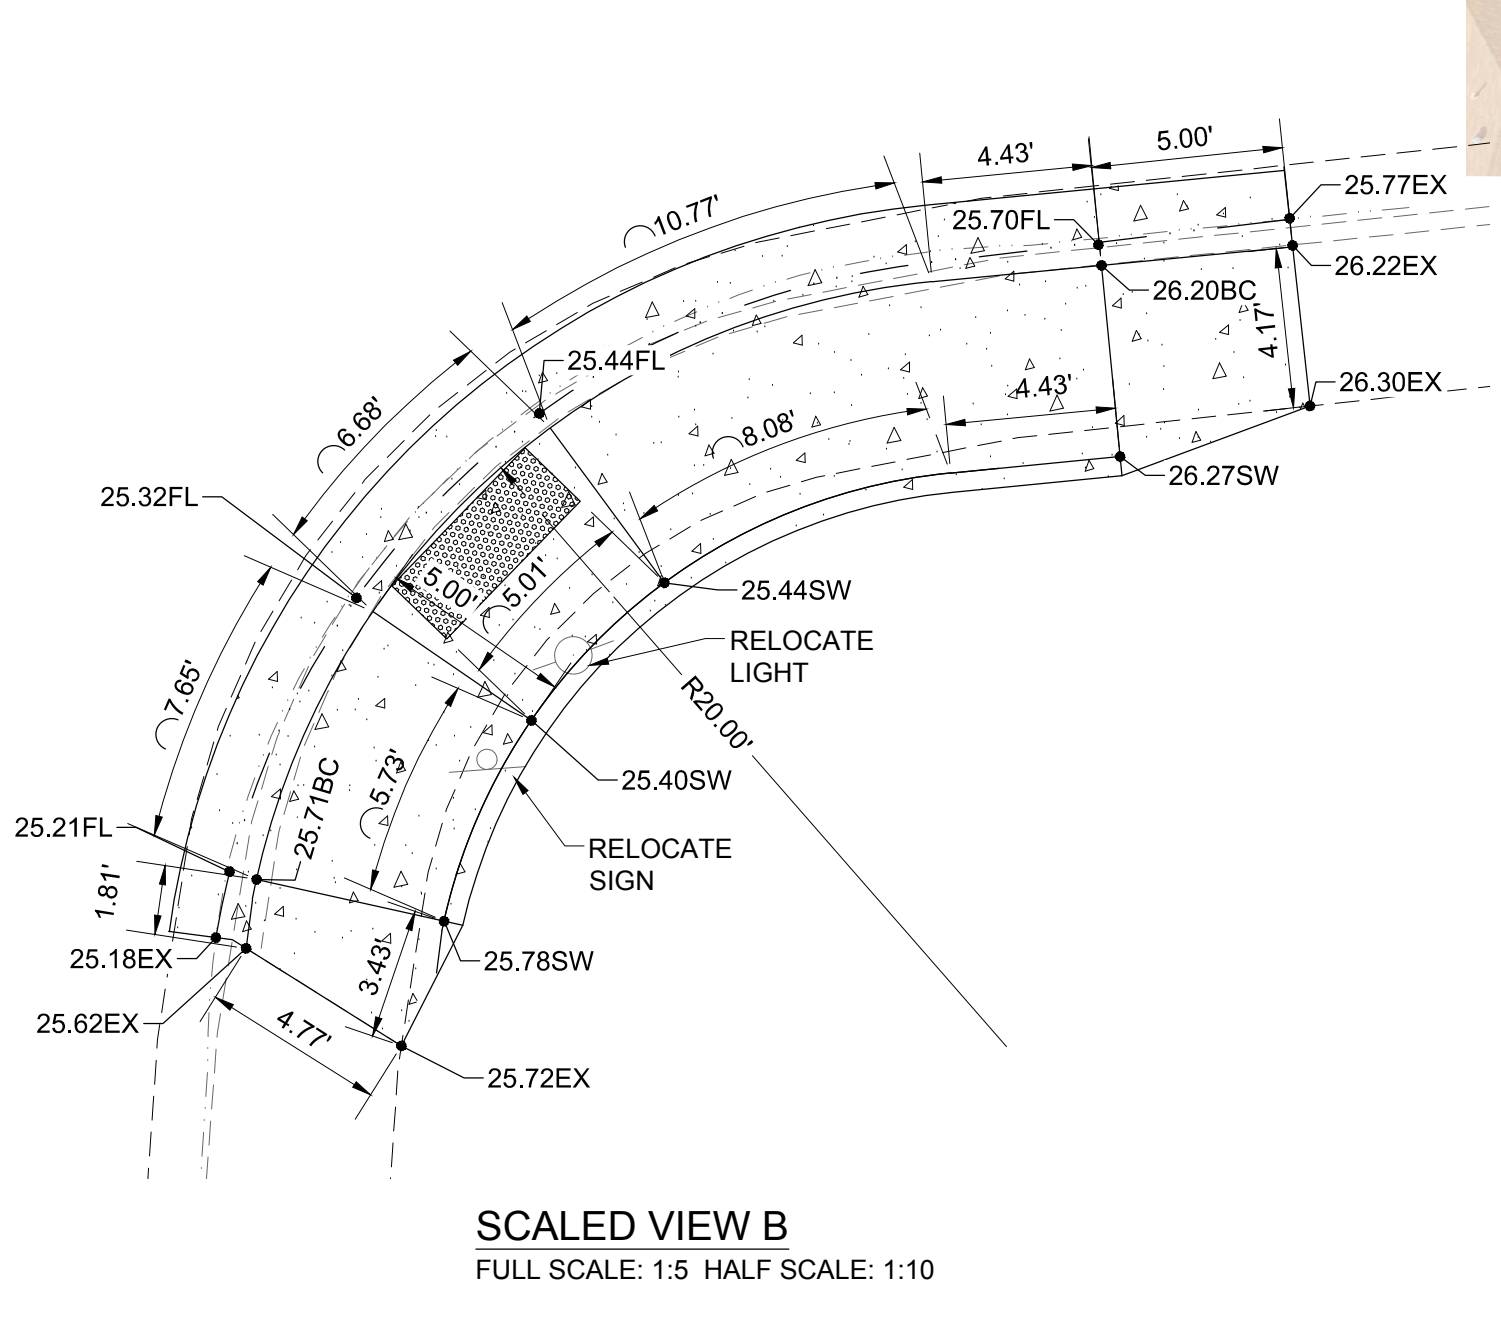 5.00'
4.43'
25.77EX
10.77'
25.70FL
26.22EX
26.20BC
4.17'
25.44FL
4.43'
26.30EX
6.68'
8.08'
26.27SW
25.32FL
5.00'
5.01'
25.44SW
RELOCATE
LIGHT
7.65'
R20.00'
5.73'
25.40SW
25.71BC
25.21FL
RELOCATE
SIGN
1.81'
25.18EX
3.43'
25.78SW
25.62EX
4.77'
25.72EX
SCALED VIEW B
FULL SCALE: 1:5 HALF SCALE: 1:10